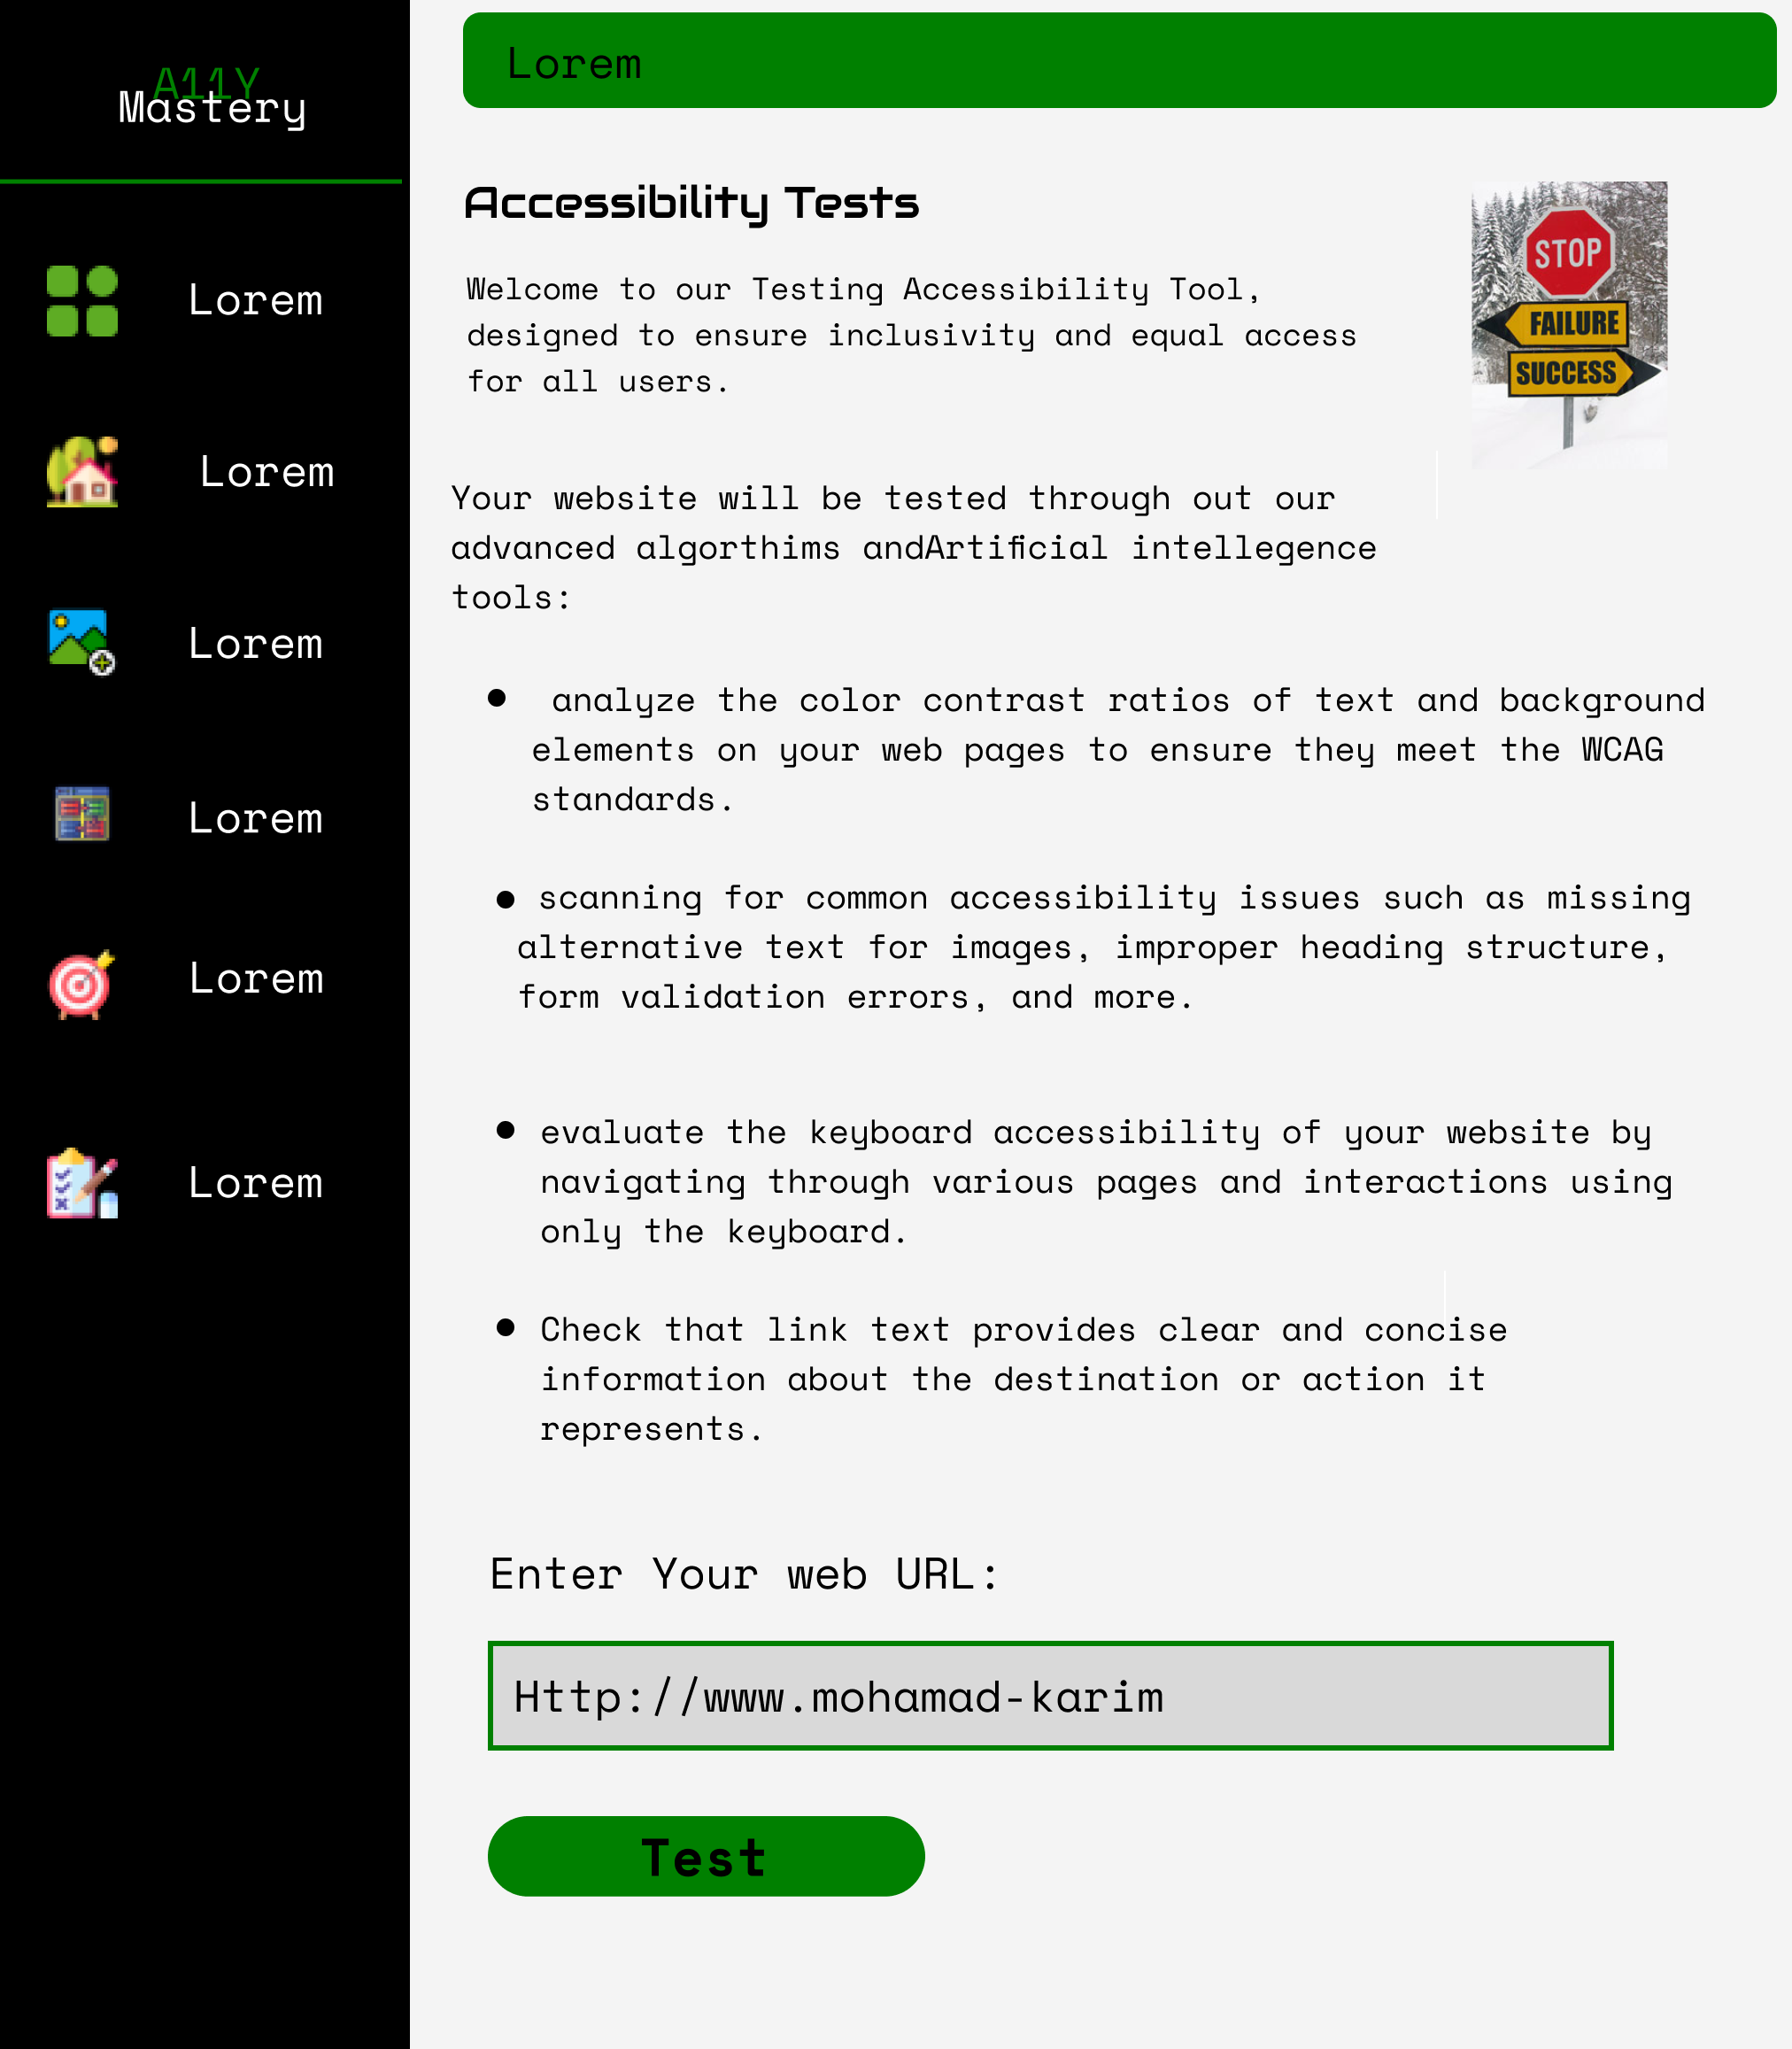 A11Y
Mastery
Lorem
Lorem
Lorem
Lorem
Lorem
Lorem
Lorem
Accessibility Tests
Welcome to our Testing Accessibility Tool,
designed to ensure inclusivity and equal access
for all users.
STOP
FAILURE
SUCCESS
Your website will be tested through out our
advanced algorthims andArtificial intellegence
tools:
● analyze the color contrast ratios of text and background
elements on your web pages to ensure they meet the WCAG
standards.
● scanning for common accessibility issues such as missing
alternative text for images, improper heading structure,
form validation errors, and more.
● evaluate the keyboard accessibility of your website by
navigating through various pages and interactions using
only the keyboard.
● Check that link text provides clear and concise
information about the destination or action it
represents.
Enter Your web URL:
Http://www.mohamad-karim
Test